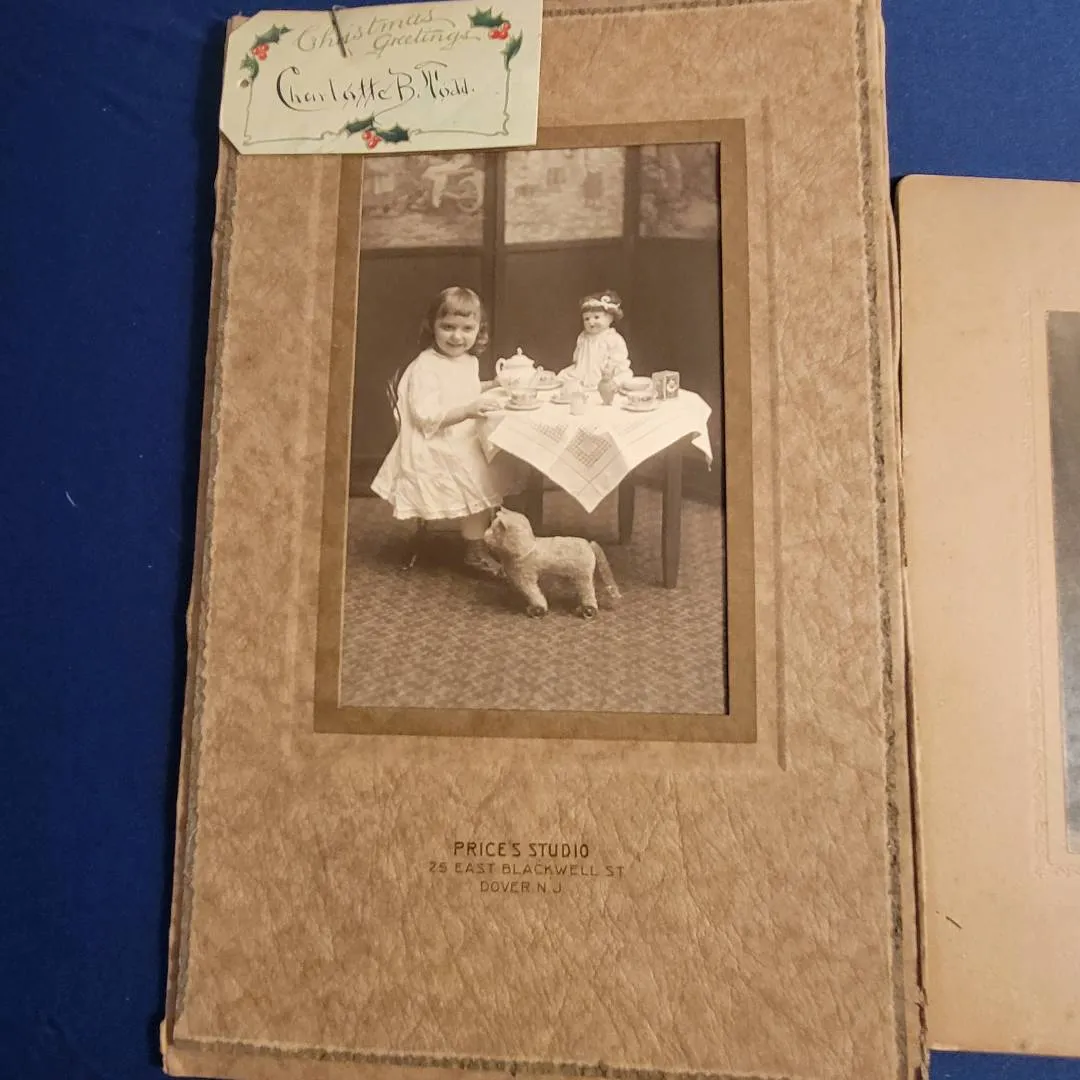 Christmas
Greetings
Charlotte B. Todd.
PRICE'S STUDIO
25 EAST BLACKWELL ST
DOVER N.J.